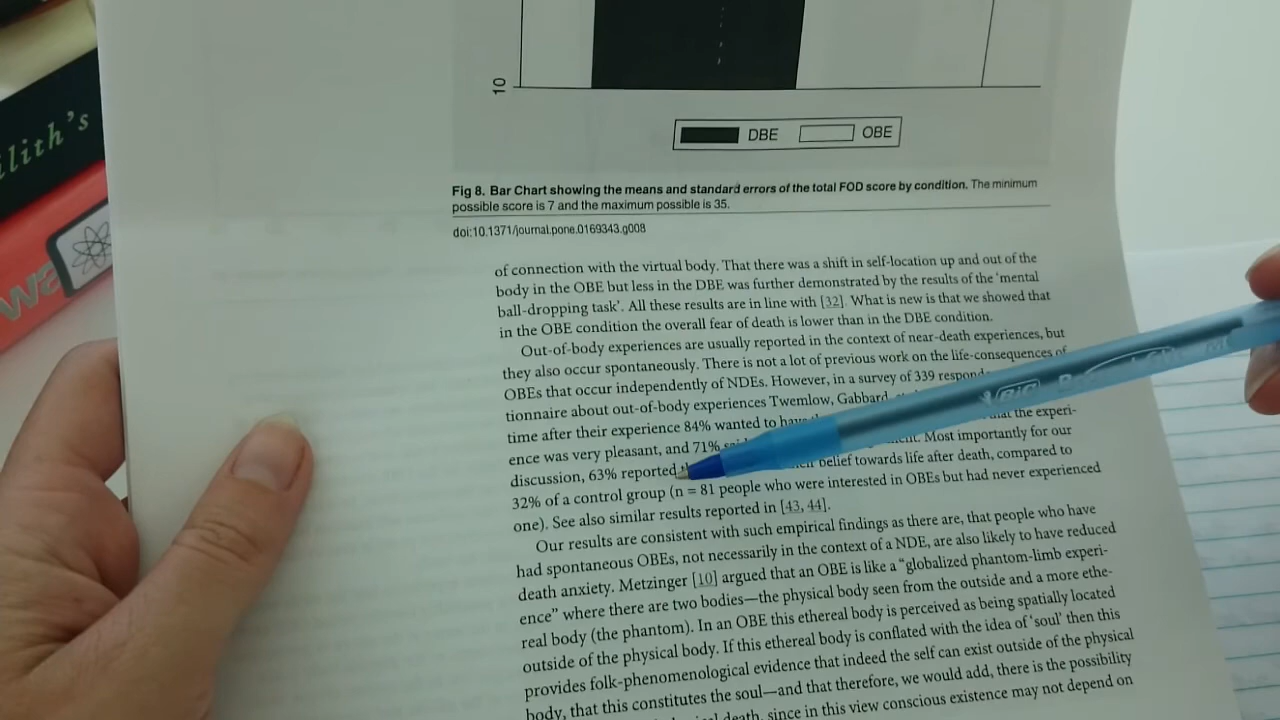 ilith's
wa
10
DBE OBE
Fig 8. Bar Chart showing the means and standard errors of the total FOD score by condition. The minimum
possible score is 7 and the maximum possible is 35.
doi:10.1371/journal.pone.0169343.g008
of connection with the virtual body. That there was a shift in self-location up and out of the
body in the OBE but less in the DBE was further demonstrated by the results of the 'mental
ball-dropping task'. All these results are in line with [32]. What is new is that we showed that
in the OBE condition the overall fear of death is lower than in the DBE condition.
Out-of-body experiences are usually reported in the context of near-death experiences, but
they also occur spontaneously. There is not a lot of previous work on the life-consequences of
OBEs that occur independently of NDEs. However, in a survey of 339
tionnaire about out-of-body experiences Twemlow, Gabbard
time after their experience 84% wanted to the experi-
ence was very pleasant, and 71% Most importantly for our
discussion, 63% reported belief towards life after death, compared to
32% of a control group (n = 81 people who were interested in OBEs but had never experienced
one). See also similar results reported in [43, 44].
Our results are consistent with such empirical findings as there are, that people who have
had spontaneous OBEs, not necessarily in the context of a NDE, are also likely to have reduced
death anxiety. Metzinger [10] argued that an OBE is like a "globalized phantom-limb experi-
ence" where there are two bodies—the physical body seen from the outside and a more ethe-
real body (the phantom). In an OBE this ethereal body is perceived as being spatially located
outside of the physical body. If this ethereal body is conflated with the idea of 'soul' then this
provides folk-phenomenological evidence that indeed the self can exist outside of the physical
body, that this constitutes the soul—and that therefore, we would add, there is the possibility
death, since in this view conscious existence may not depend on
BIC